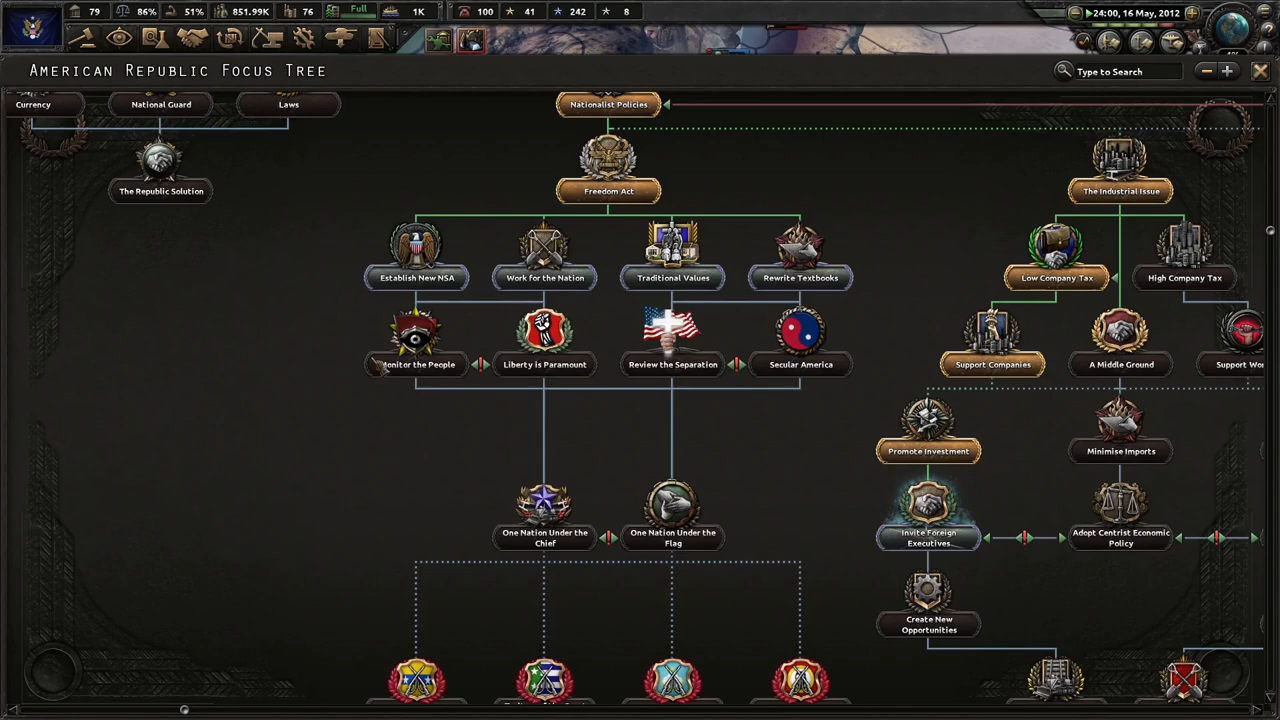 79 86% 51% 851.99K 76 Full 1K 100 41 242 8 24:00, 16 May, 2012
American Republic Focus Tree
Type to Search
Currency National Guard Laws Nationalist Policies
The Republic Solution Freedom Act The Industrial Issue
Establish New NSA Work for the Nation Traditional Values Rewrite Textbooks Low Company Tax High Company Tax
Monitor the People Liberty is Paramount Review the Separation Secular America Support Companies A Middle Ground Support Wo
Promote Investment Minimise Imports
One Nation Under the
Chief
One Nation Under the
Flag
Invite Foreign
Executives
Adopt Centrist Economic
Policy
Create New
Opportunities